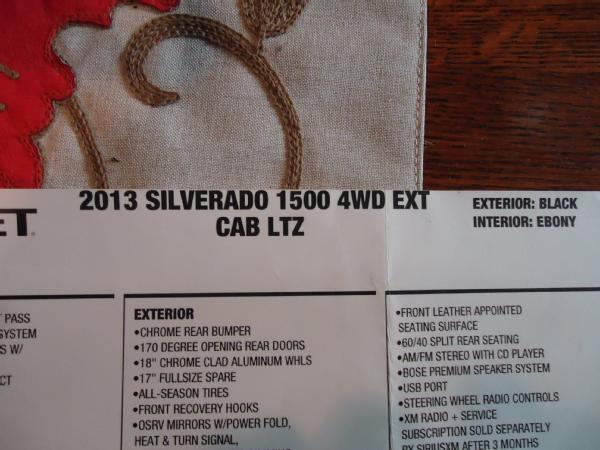 2013 SILVERADO 1500 4WD EXT
CAB LTZ
EXTERIOR: BLACK
INTERIOR: EBONY
ET
PASS
SYSTEM
S W/
CT
EXTERIOR
•CHROME REAR BUMPER
•170 DEGREE OPENING REAR DOORS
•18" CHROME CLAD ALUMINUM WHLS
•17" FULLSIZE SPARE
•ALL-SEASON TIRES
•FRONT RECOVERY HOOKS
•OSRV MIRRORS W/POWER FOLD,
HEAT & TURN SIGNAL,
•FRONT LEATHER APPOINTED
SEATING SURFACE
•60/40 SPLIT REAR SEATING
•AM/FM STEREO WITH CD PLAYER
•BOSE PREMIUM SPEAKER SYSTEM
•USB PORT
•STEERING WHEEL RADIO CONTROLS
•XM RADIO + SERVICE
SUBSCRIPTION SOLD SEPARATELY
BY SIRIUSXM AFTER 3 MONTHS